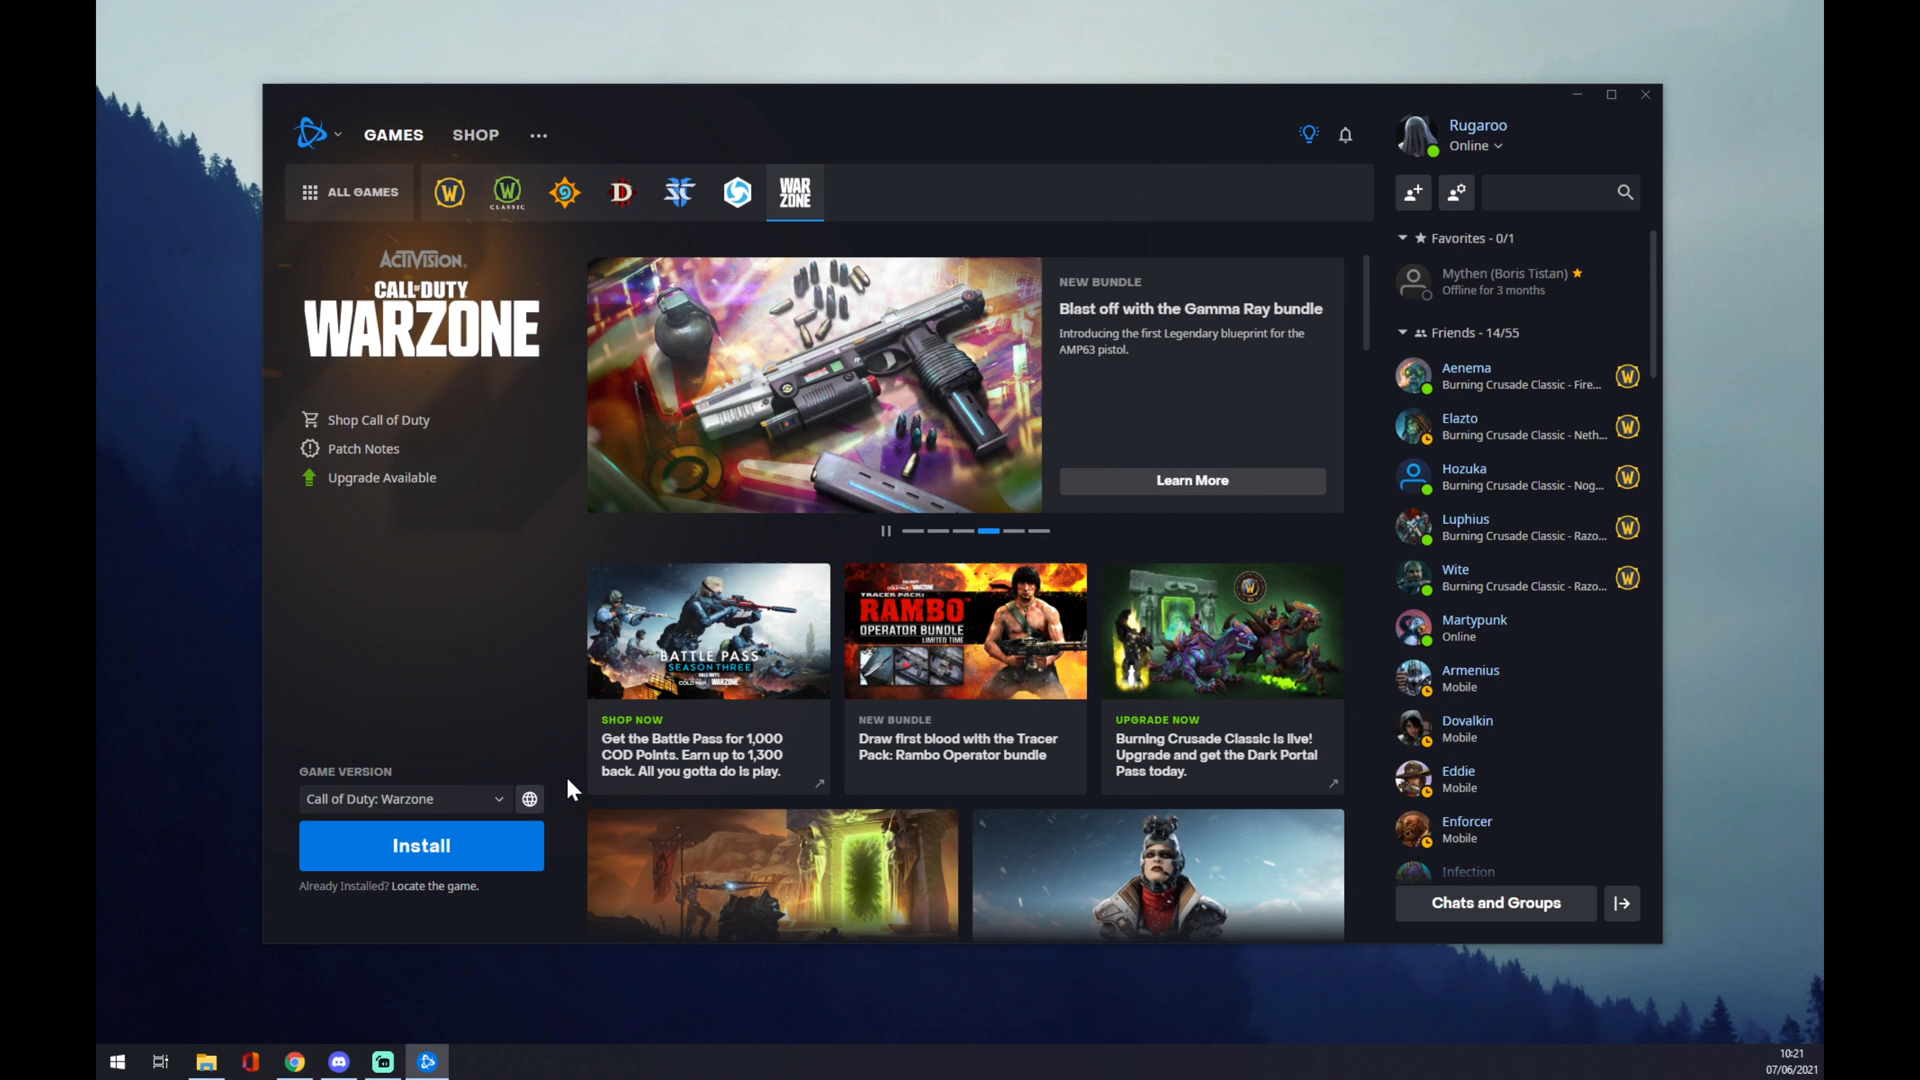 GAMES
SHOP
ALL GAMES
W
W
CLASSIC
D
WAR
ZONE
ACTIVISION
CALL OF DUTY
WARZONE
Shop Call of Duty
Patch Notes
Upgrade Available
GAME VERSION
Call of Duty: Warzone
Install
Already Installed? Locate the game.
NEW BUNDLE
Blast off with the Gamma Ray bundle
Introducing the first Legendary blueprint for the
AMP63 pistol.
Learn More
BATTLE PASS
SEASON THREE
COLD WAR WARZONE
SHOP NOW
Get the Battle Pass for 1,000
COD Points. Earn up to 1,300
back. All you gotta do is play.
TRACER PACK:
RAMBO
OPERATOR BUNDLE
LIMITED TIME
NEW BUNDLE
Draw first blood with the Tracer
Pack: Rambo Operator bundle
W
UPGRADE NOW
Burning Crusade Classic is live!
Upgrade and get the Dark Portal
Pass today.
Rugaroo
Online
Favorites - 0/1
Mythen (Boris Tistan)
Offline for 3 months
Friends - 14/55
Aenema
Burning Crusade Classic - Fire...
W
Elazto
Burning Crusade Classic - Neth...
W
Hozuka
Burning Crusade Classic - Nog...
W
Luphius
Burning Crusade Classic - Razo...
W
Wite
Burning Crusade Classic - Razo...
W
Martypunk
Online
Armenius
Mobile
Dovalkin
Mobile
Eddie
Mobile
Enforcer
Mobile
Infection
Chats and Groups
10:21
07/06/2021